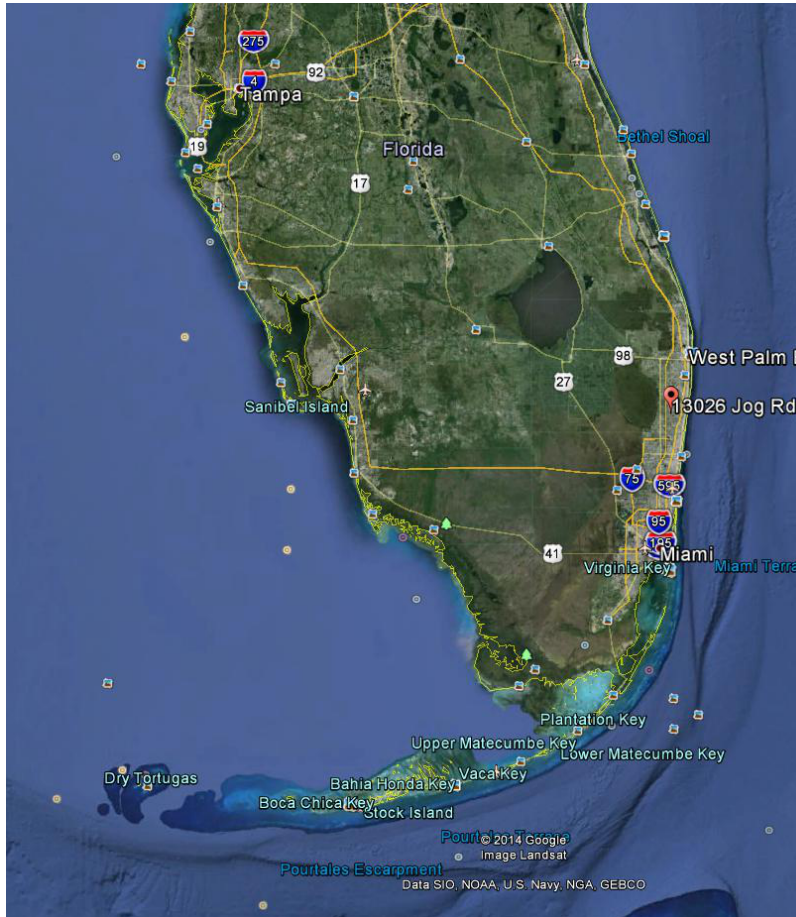 275
92
4
Tampa
Bethel Shoal
19
Florida
17
West Palm
98
27
13026 Jog Rd
Sanibel Island
75
595
95
195
41
Miami
Virginia Key
Miami Terra
Plantation Key
Upper Matecumbe Key
Lower Matecumbe Key
Dry Tortugas
Vaca Key
Bahia Honda Key
Boca Chica Key
Stock Island
Pourtales Terrace
© 2014 Google
Image Landsat
Pourtales Escarpment
Data SIO, NOAA, U.S. Navy, NGA, GEBCO